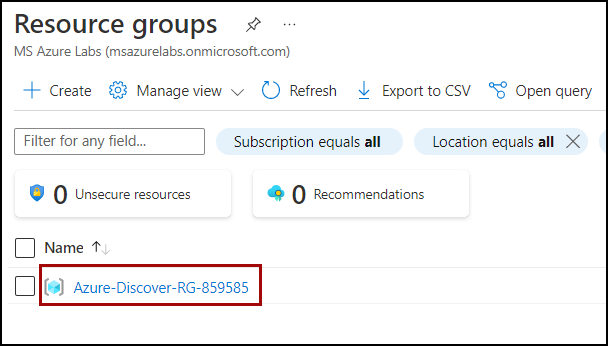 Resource groups
MS Azure Labs (msazurelabs.onmicrosoft.com)
Create Manage view Refresh Export to CSV Open query
Filter for any field... Subscription equals all Location equals all
0 Unsecure resources 0 Recommendations
Name
Azure-Discover-RG-859585